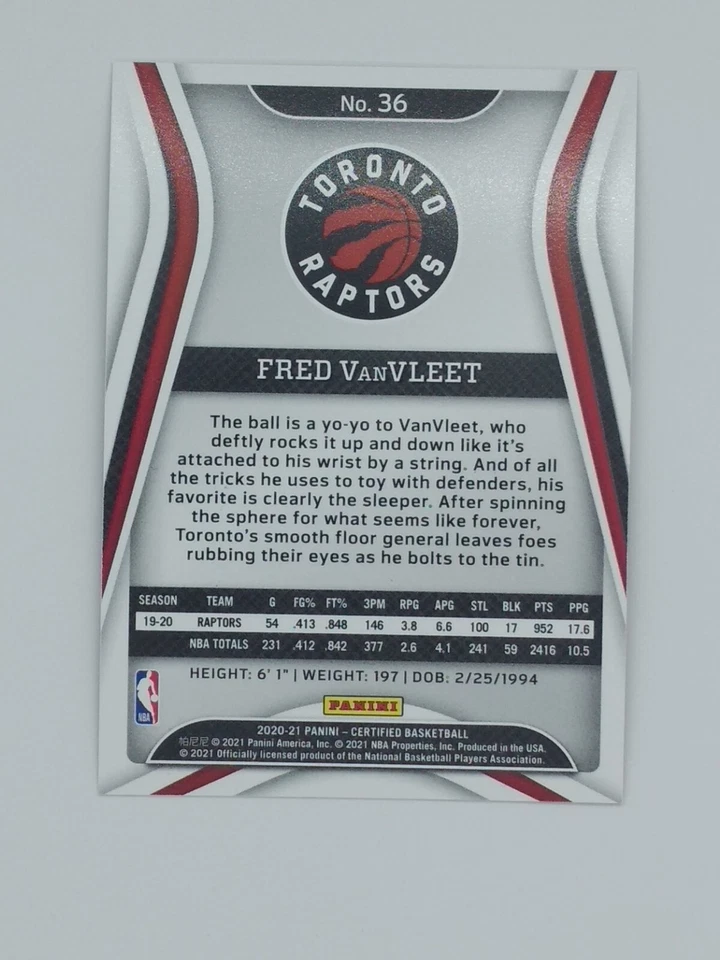 No. 36
TORONTO
RAPTORS
FRED VANVLEET
The ball is a yo-yo to VanVleet, who
deftly rocks it up and down like it's
attached to his wrist by a string. And of all
the tricks he uses to toy with defenders, his
favorite is clearly the sleeper. After spinning
the sphere for what seems like forever,
Toronto's smooth floor general leaves foes
rubbing their eyes as he bolts to the tin.
SEASON TEAM G FG% FT% 3PM RPG APG STL BLK PTS PPG
19-20 RAPTORS 54 .413 .848 146 3.8 6.6 100 17 952 17.6
NBA TOTALS 231 .412 .842 377 2.6 4.1 241 59 2416 10.5
HEIGHT: 6' 1" | WEIGHT: 197 | DOB: 2/25/1994
NBA
PANINI
2020-21 PANINI – CERTIFIED BASKETBALL
帕尼尼 © 2021 Panini America, Inc. © 2021 NBA Properties, Inc. Produced in the USA.
© 2021 Officially licensed product of the National Basketball Players Association.